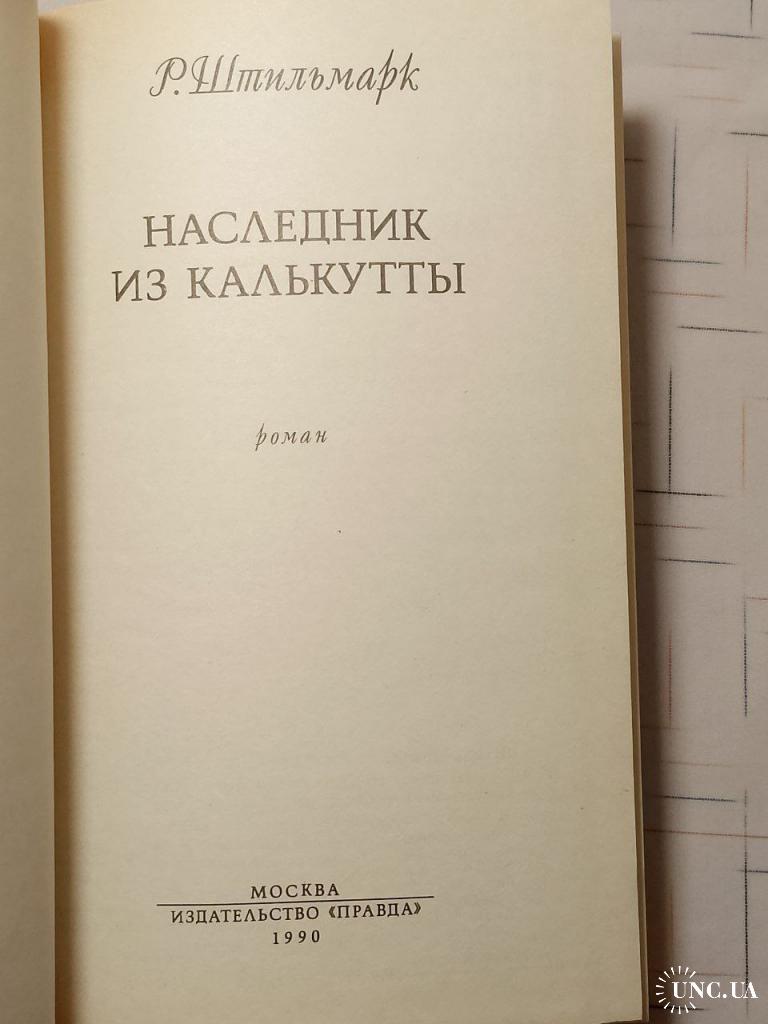 Р. Штильмарк
НАСЛЕДНИК
ИЗ КАЛЬКУТТЫ
роман
МОСКВА
ИЗДАТЕЛЬСТВО «ПРАВДА»
1990
UNC.UA